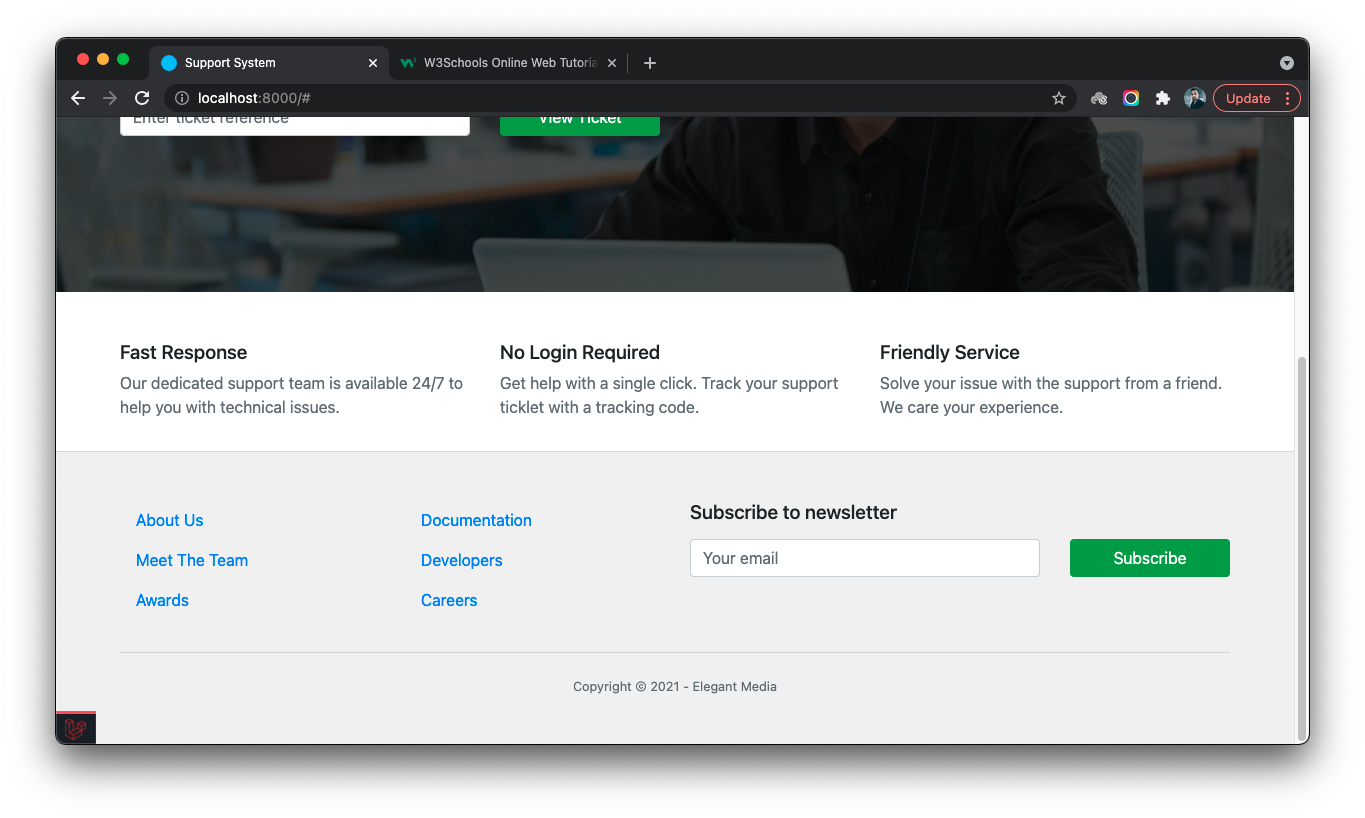 Support System
W3Schools Online Web Tutoria
localhost:8000/#
Update
Enter ticket reference
View Ticket
Fast Response
No Login Required
Friendly Service
Our dedicated support team is available 24/7 to
help you with technical issues.
Get help with a single click. Track your support
ticklet with a tracking code.
Solve your issue with the support from a friend.
We care your experience.
About Us
Meet The Team
Awards
Documentation
Developers
Careers
Subscribe to newsletter
Your email
Subscribe
Copyright © 2021 - Elegant Media